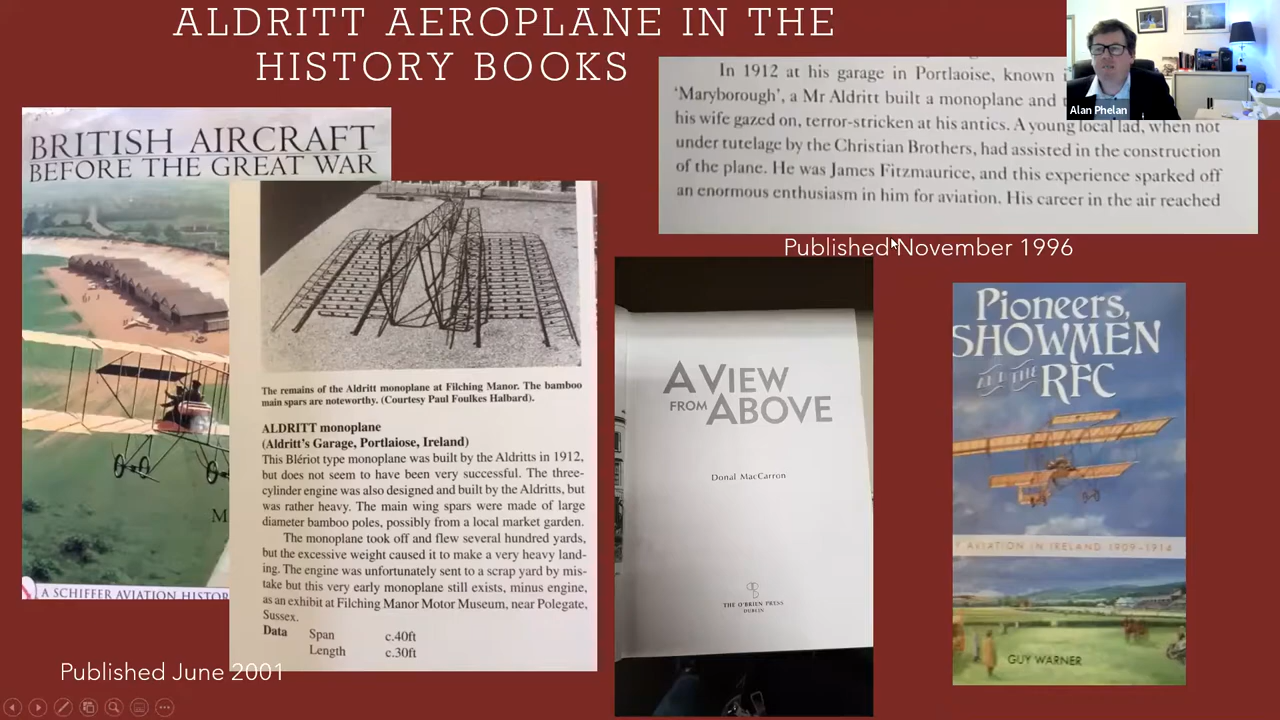 ALDRITT AEROPLANE IN THE
HISTORY BOOKS
Alan Phelan
In 1912 at his garage in Portlaoise, known
'Maryborough', a Mr Aldritt built a monoplane and
his wife gazed on, terror-stricken at his antics. A young local lad, when not
under tutelage by the Christian Brothers, had assisted in the construction
of the plane. He was James Fitzmaurice, and this experience sparked off
an enormous enthusiasm in him for aviation. His career in the air reached
Published November 1996
BRITISH AIRCRAFT
BEFORE THE GREAT WAR
M
A SCHIFFER AVIATION HISTOR
The remains of the Aldritt monoplane at Filching Manor. The bamboo
main spars are noteworthy. (Courtesy Paul Foulkes Halbard).
ALDRITT monoplane
(Aldritt's Garage, Portlaiose, Ireland)
This Blériot type monoplane was built by the Aldritts in 1912,
but does not seem to have been very successful. The three-
cylinder engine was also designed and built by the Aldritts, but
was rather heavy. The main wing spars were made of large
diameter bamboo poles, possibly from a local market garden.
The monoplane took off and flew several hundred yards,
but the excessive weight caused it to make a very heavy land-
ing. The engine was unfortunately sent to a scrap yard by mis-
take but this very early monoplane still exists, minus engine,
as an exhibit at Filching Manor Motor Museum, near Polegate,
Sussex.
Data Span c.40ft
Length c.30ft
Published June 2001
A VIEW
FROM ABOVE
Donal MacCarron
THE O'BRIEN PRESS
DUBLIN
Pioneers,
SHOWMEN
THE RFC
Y AVIATION IN IRELAND 1909–1914
GUY WARNER